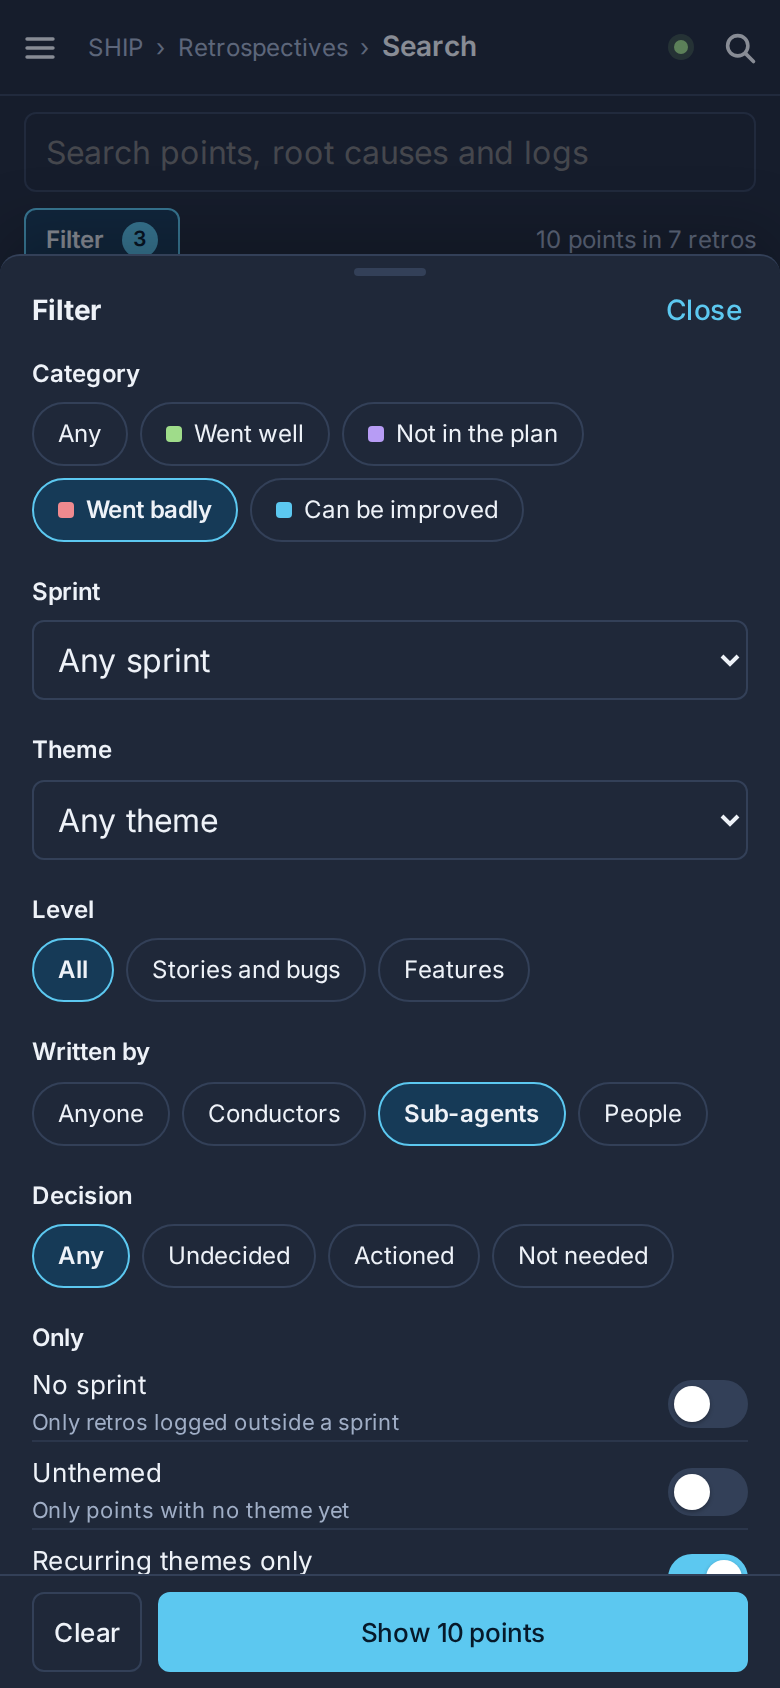 SHIP › Retrospectives › Search
Search points, root causes and logs
Filter 3
10 points in 7 retros
Filter
Close
Category
Any
Went well
Not in the plan
Went badly
Can be improved
Sprint
Any sprint
Theme
Any theme
Level
All
Stories and bugs
Features
Written by
Anyone
Conductors
Sub-agents
People
Decision
Any
Undecided
Actioned
Not needed
Only
No sprint
Only retros logged outside a sprint
Unthemed
Only points with no theme yet
Recurring themes only
Clear
Show 10 points